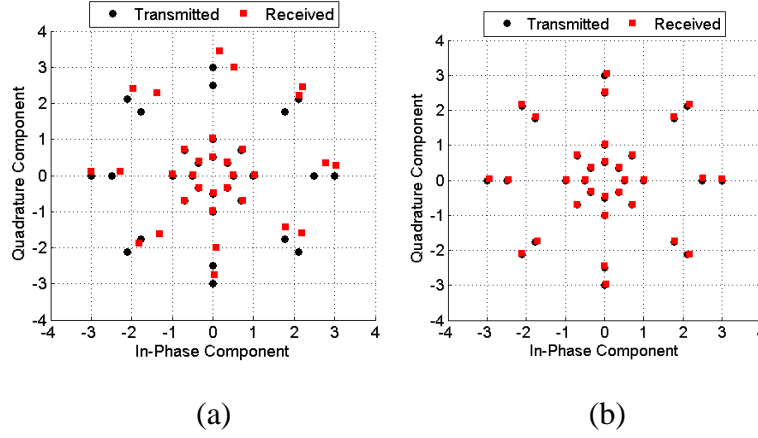 Transmitted Received
Transmitted Received
4
3
2
1
0
-1
-2
-3
-4
Quadrature Component
-4 -3 -2 -1 0 1 2 3 4
In-Phase Component
4
3
2
1
0
-1
-2
-3
-4
Quadrature Component
-4 -3 -2 -1 0 1 2 3 4
In-Phase Component
(a)
(b)